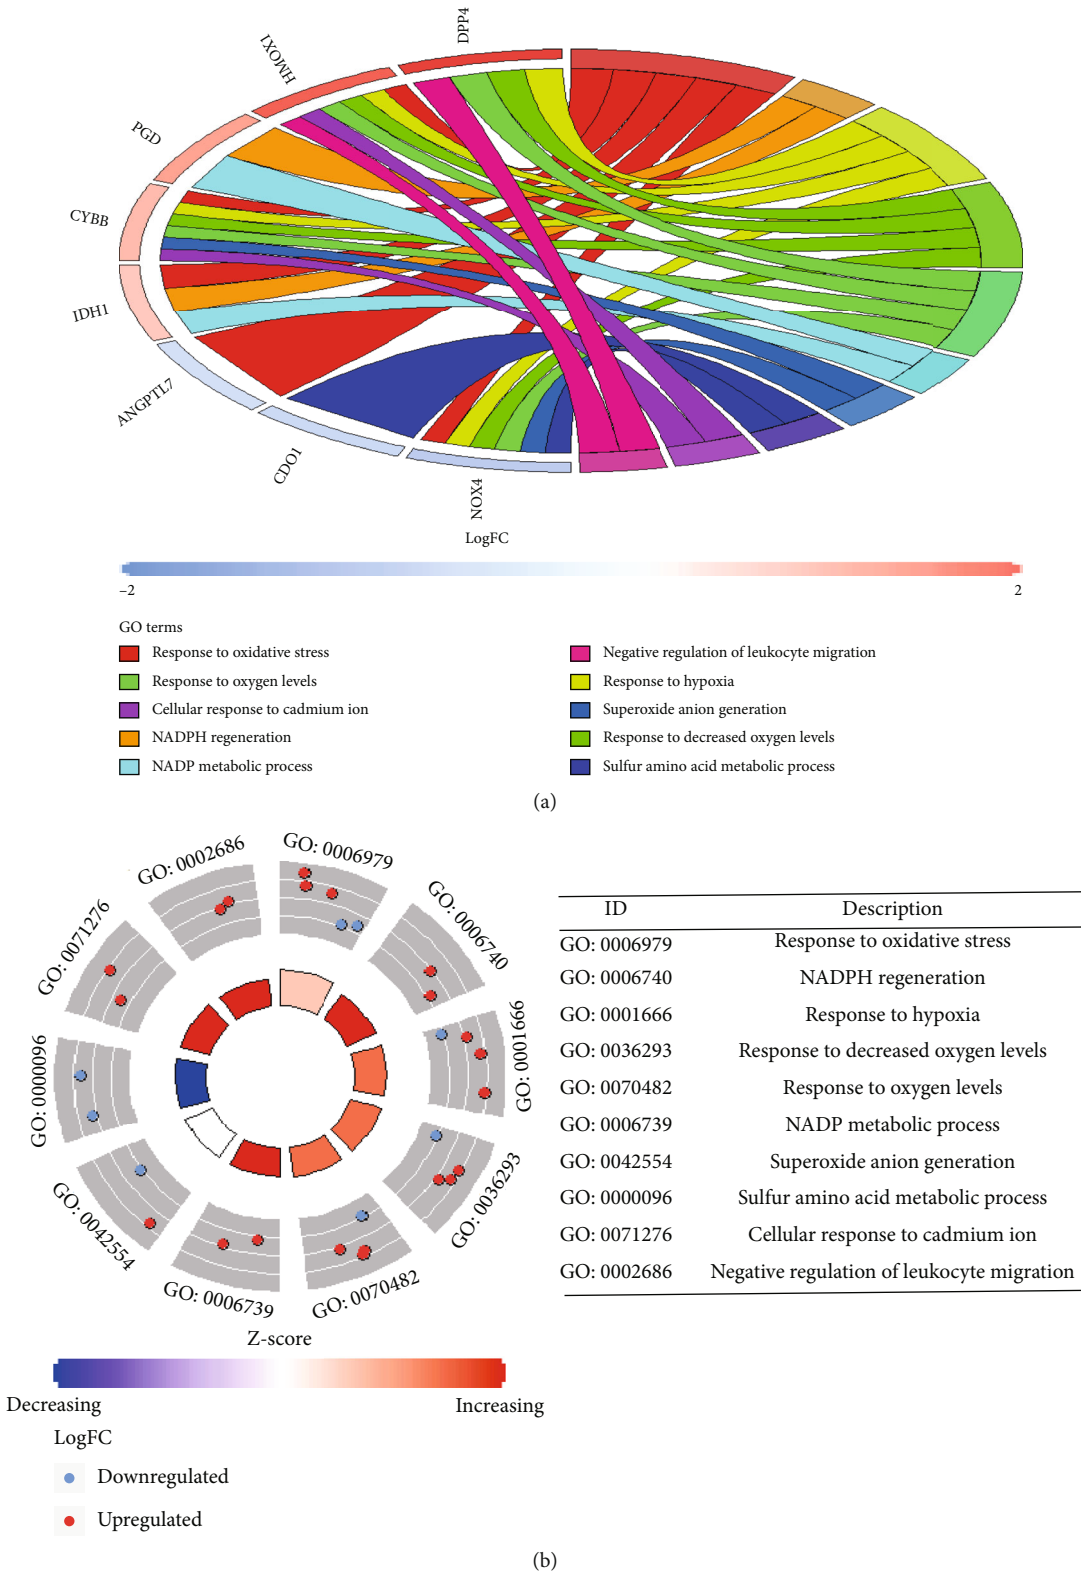 DPP4
HMOX1
PGD
CYBB
IDH1
ANGPTL7
CDO1
NOX4
LogFC
−2
2
GO terms
Response to oxidative stress
Negative regulation of leukocyte migration
Response to oxygen levels
Response to hypoxia
Cellular response to cadmium ion
Superoxide anion generation
NADPH regeneration
Response to decreased oxygen levels
NADP metabolic process
Sulfur amino acid metabolic process
(a)
GO: 0006979
GO: 0006740
GO: 0001666
GO: 0036293
GO: 0070482
GO: 0006739
GO: 0042554
GO: 0000096
GO: 0071276
GO: 0002686
ID Description
GO: 0006979 Response to oxidative stress
GO: 0006740 NADPH regeneration
GO: 0001666 Response to hypoxia
GO: 0036293 Response to decreased oxygen levels
GO: 0070482 Response to oxygen levels
GO: 0006739 NADP metabolic process
GO: 0042554 Superoxide anion generation
GO: 0000096 Sulfur amino acid metabolic process
GO: 0071276 Cellular response to cadmium ion
GO: 0002686 Negative regulation of leukocyte migration
Z-score
Decreasing
Increasing
LogFC
Downregulated
Upregulated
(b)